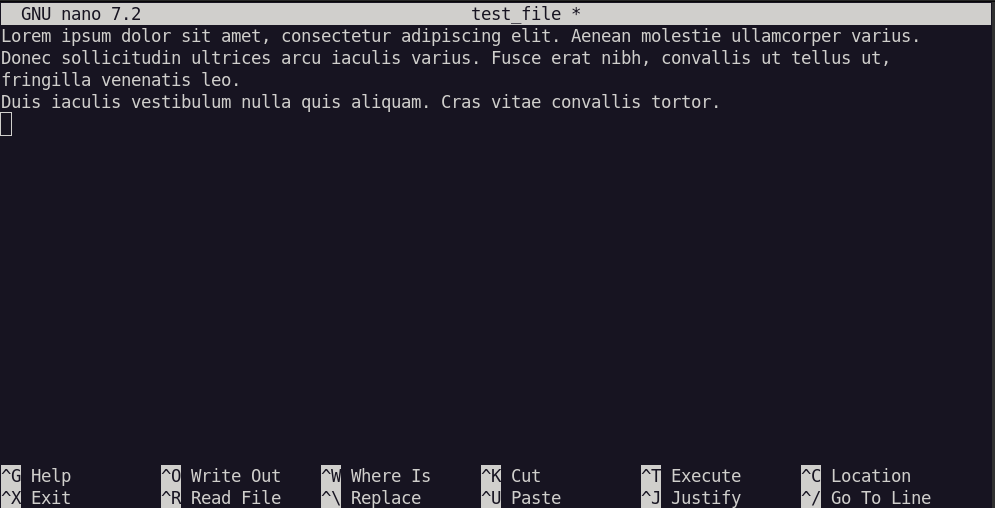 GNU nano 7.2 test_file *
Lorem ipsum dolor sit amet, consectetur adipiscing elit. Aenean molestie ullamcorper varius.
Donec sollicitudin ultrices arcu iaculis varius. Fusce erat nibh, convallis ut tellus ut,
fringilla venenatis leo.
Duis iaculis vestibulum nulla quis aliquam. Cras vitae convallis tortor.
^G Help ^O Write Out ^W Where Is ^K Cut ^T Execute ^C Location
^X Exit ^R Read File ^\ Replace ^U Paste ^J Justify ^/ Go To Line